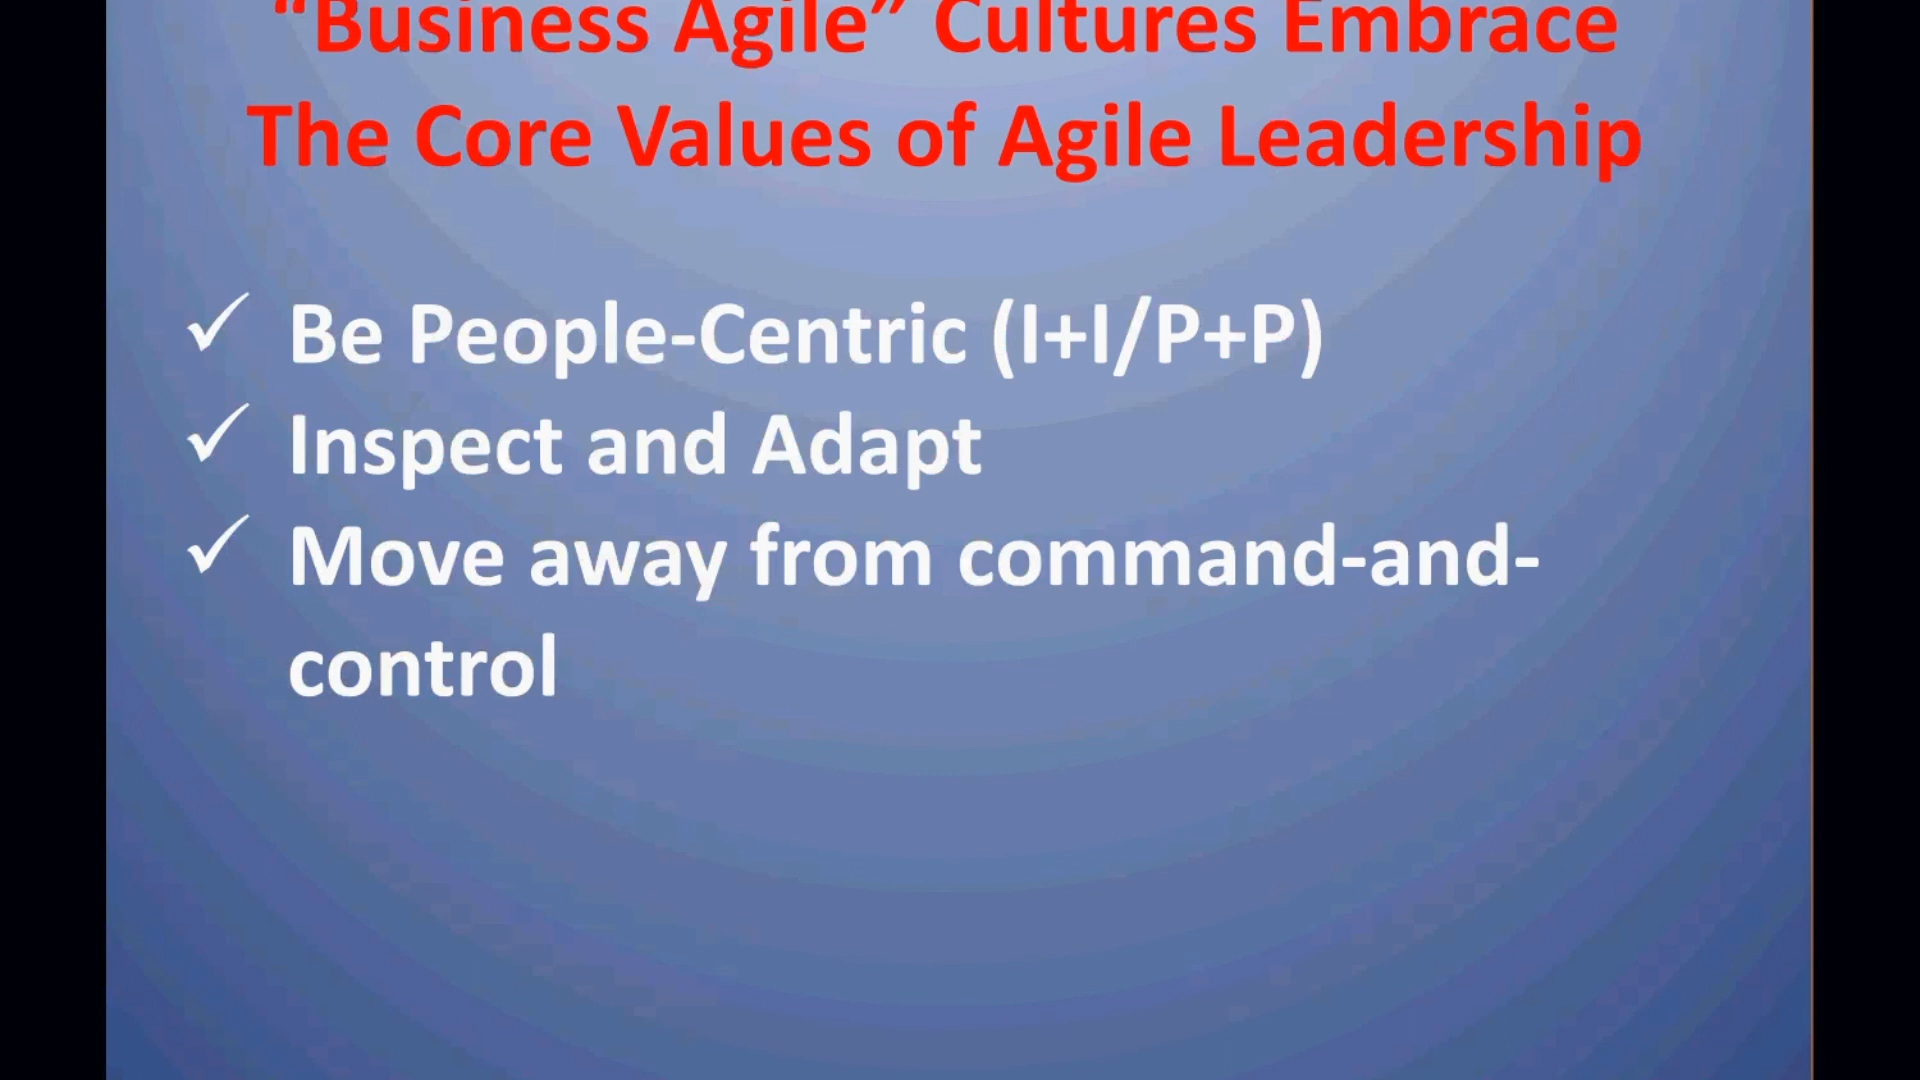 “Business Agile” Cultures Embrace
The Core Values of Agile Leadership
✓ Be People-Centric (I+I/P+P)
✓ Inspect and Adapt
✓ Move away from command-and-
control